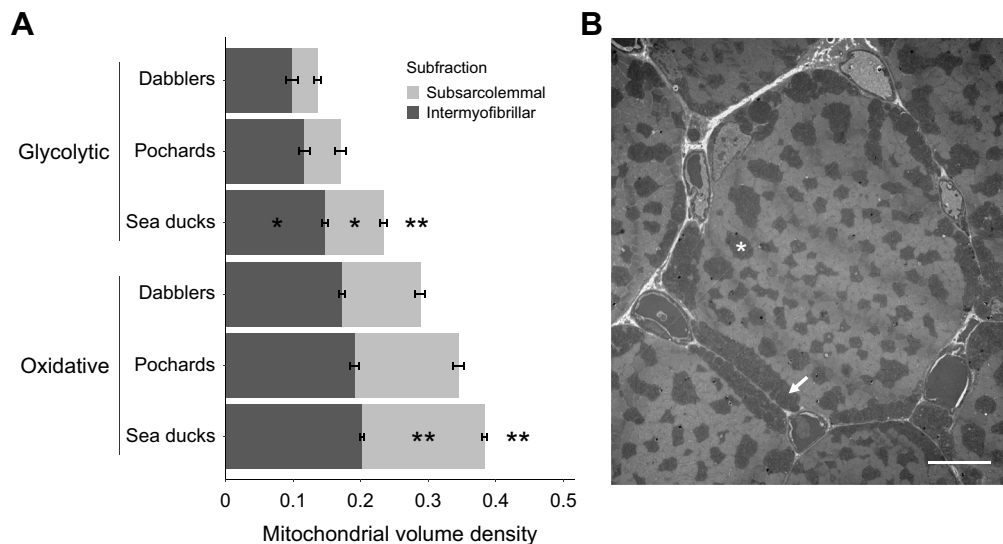 A
Glycolytic
Dabblers
Pochards
Sea ducks
* * **
Oxidative
Dabblers
Pochards
Sea ducks
** **
Subfraction
Subsarcolemmal
Intermyofibrillar
0 0.1 0.2 0.3 0.4 0.5
Mitochondrial volume density
B
*